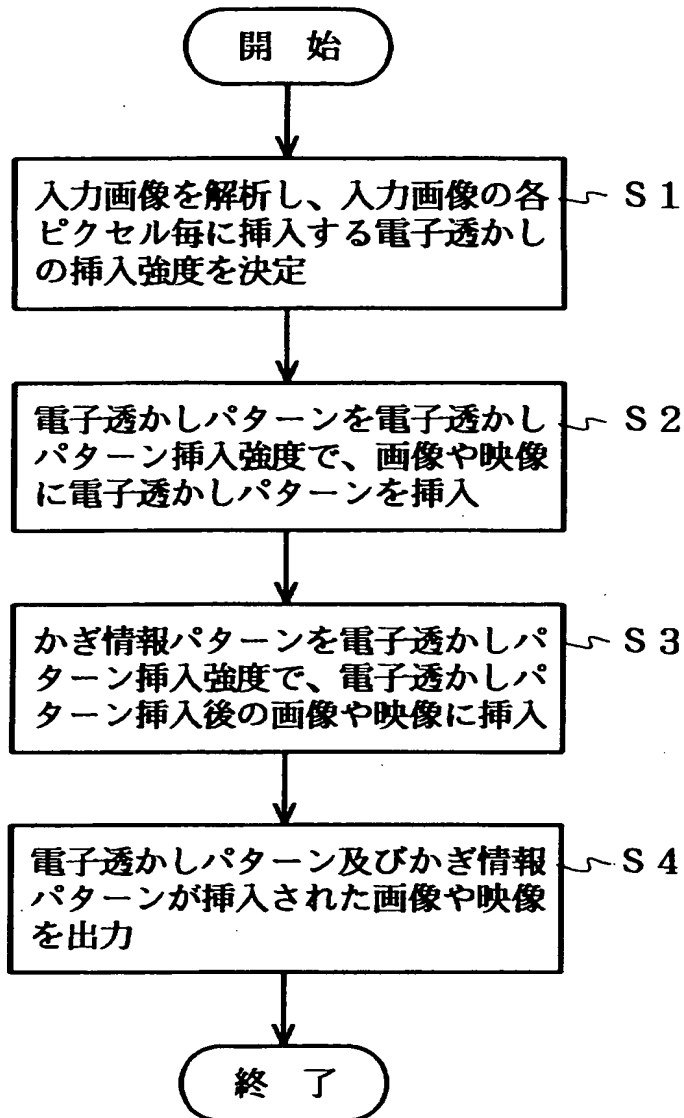 開 始
入力画像を解析し、入力画像の各
ピクセル毎に挿入する電子透かし
の挿入強度を決定
S1
電子透かしパターンを電子透かし
パターン挿入強度で、画像や映像
に電子透かしパターンを挿入
S2
かぎ情報パターンを電子透かしパ
ターン挿入強度で、電子透かしパ
ターン挿入後の画像や映像に挿入
S3
電子透かしパターン及びかぎ情報
パターンが挿入された画像や映像
を出力
S4
終 了